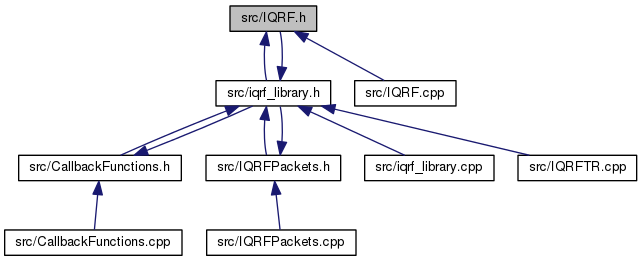 src/IQRF.h
src/iqrf_library.h
src/IQRF.cpp
src/CallbackFunctions.h
src/IQRFPackets.h
src/iqrf_library.cpp
src/IQRFTR.cpp
src/CallbackFunctions.cpp
src/IQRFPackets.cpp